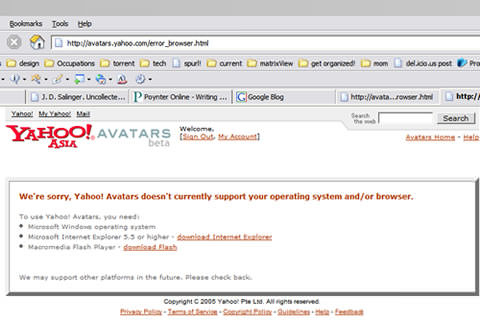 Bookmarks Tools Help
http://avatars.yahoo.com/error_browser.html
design Occupations torrent tech spurl! current matrixView get organized! mom del.icio.us post Pro
J. D. Salinger, Uncollecte... Poynter Online - Writing ... Google Blog http://avata...rowser.html http://
Yahoo! My Yahoo! Mail
Search the web Search
YAHOO! ASIA AVATARS beta
Welcome,
[Sign Out, My Account]
Avatars Home - Help
We're sorry, Yahoo! Avatars doesn't currently support your operating system and/or browser.
To use Yahoo! Avatars, you need:
Microsoft Windows operating system
Microsoft Internet Explorer 5.5 or higher - download Internet Explorer
Macromedia Flash Player - download Flash
We may support other platforms in the future. Please check back.
Copyright © 2005 Yahoo! Pte Ltd. All rights reserved.
Privacy Policy - Terms of Service - Copyright Policy - Guidelines - Help - Feedback